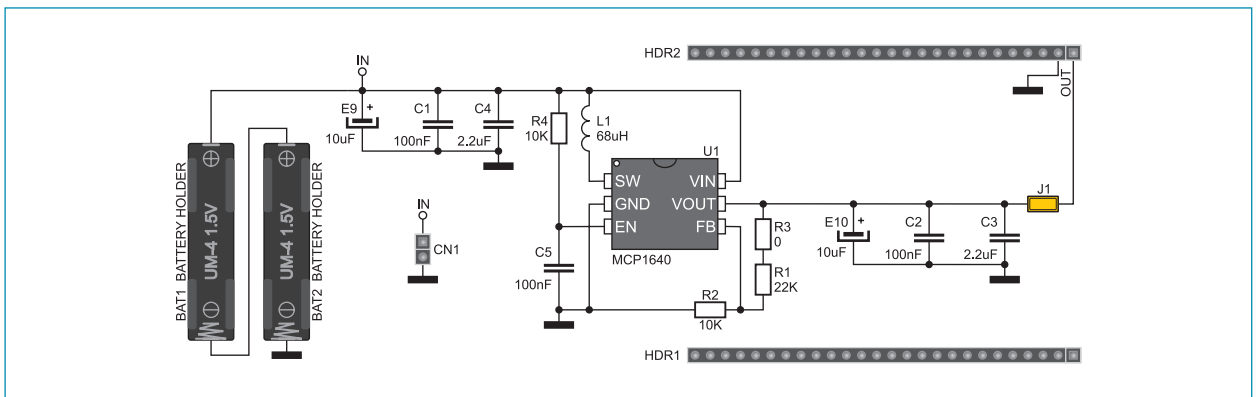 HDR2
OUT
IN
E9
+
10uF
C1
100nF
C4
2.2uF
R4
10K
L1
68uH
U1
SW
GND
EN
VIN
VOUT
FB
MCP1640
J1
BAT1 BATTERY HOLDER
UM-4 1.5V
UM-4 1.5V
BAT2 BATTERY HOLDER
IN
CN1
C5
100nF
R3
0
R1
22K
R2
10K
E10
+
10uF
C2
100nF
C3
2.2uF
HDR1